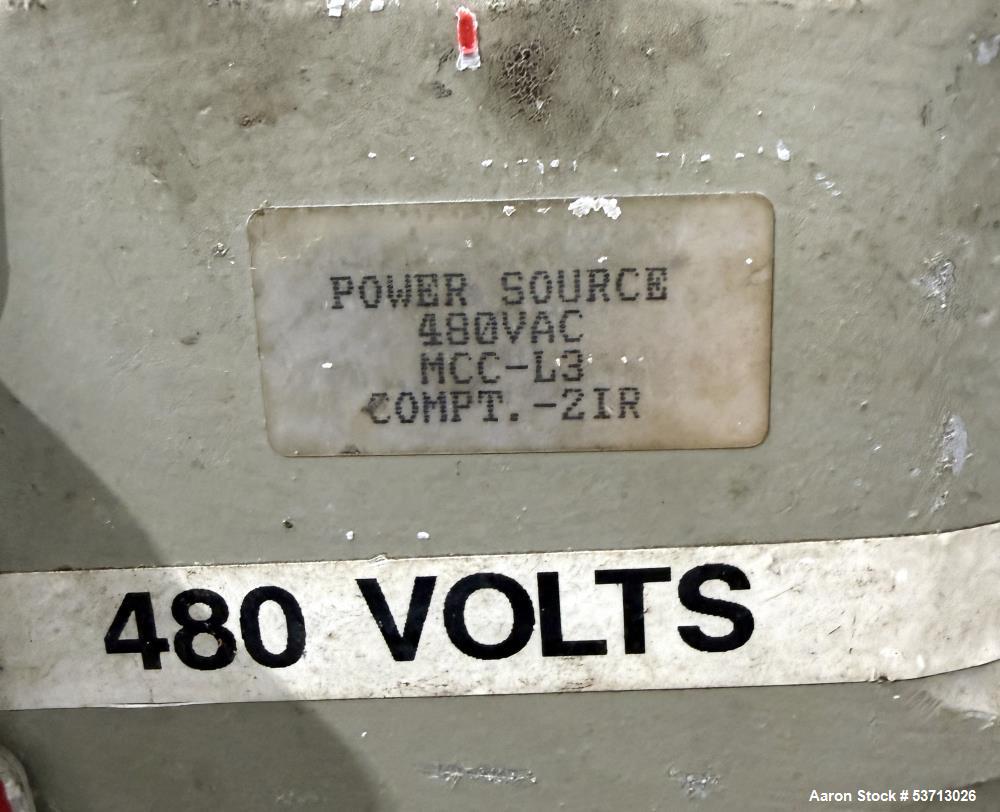 POWER SOURCE
480VAC
MCC-L3
COMPT.-2IR
480 VOLTS
Aaron Stock # 53713026